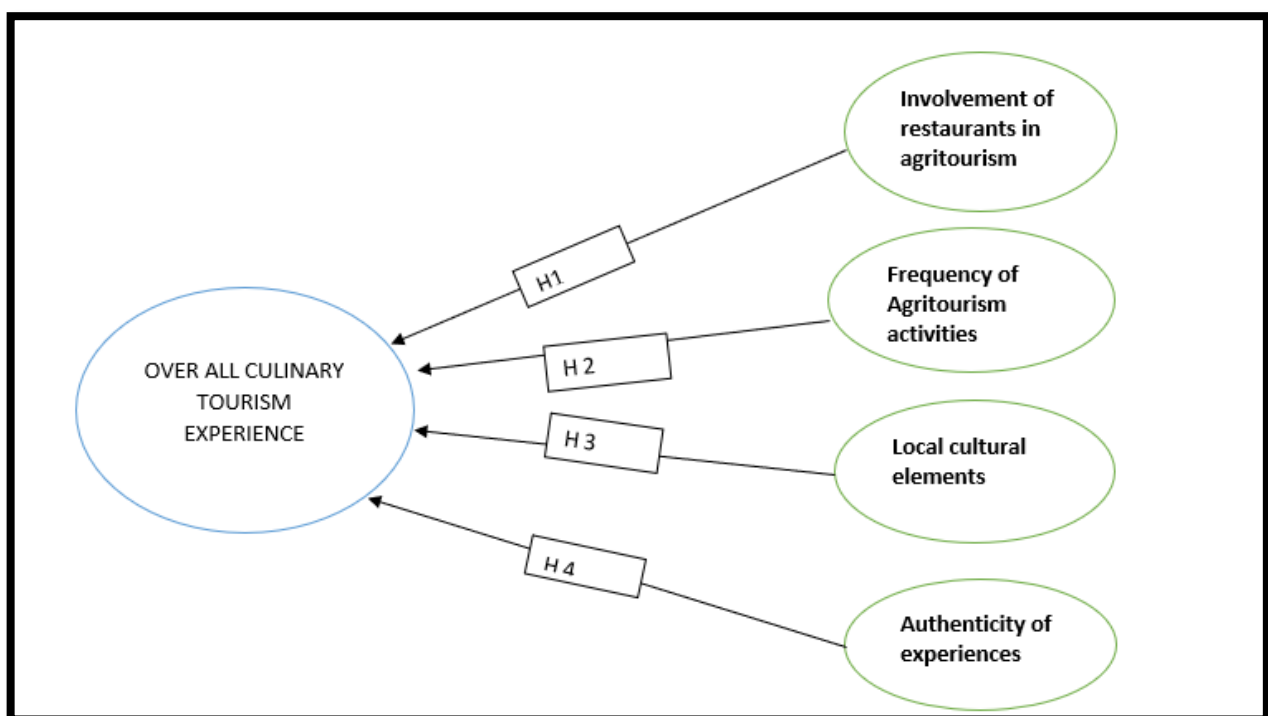 Involvement of
restaurants in
agritourism
H1
Frequency of
Agritourism
activities
H 2
OVER ALL CULINARY
TOURISM
EXPERIENCE
H 3
Local cultural
elements
H 4
Authenticity of
experiences